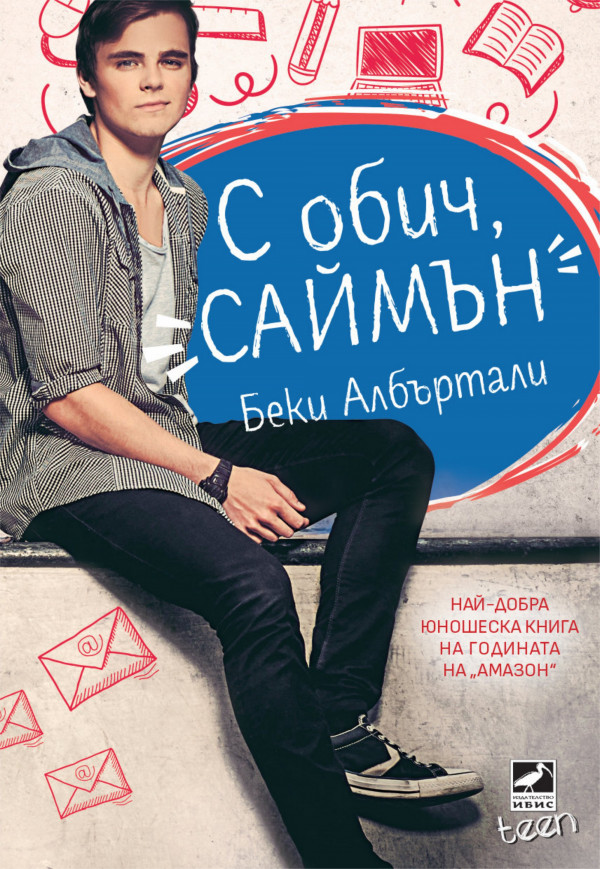 С обич,
САЙМЪН
Беки Албъртали
НАЙ-ДОБРА
ЮНОШЕСКА КНИГА
НА ГОДИНАТА
НА „АМАЗОН“
@
@
ИЗДАТЕЛСТВО
ИБИС
teen